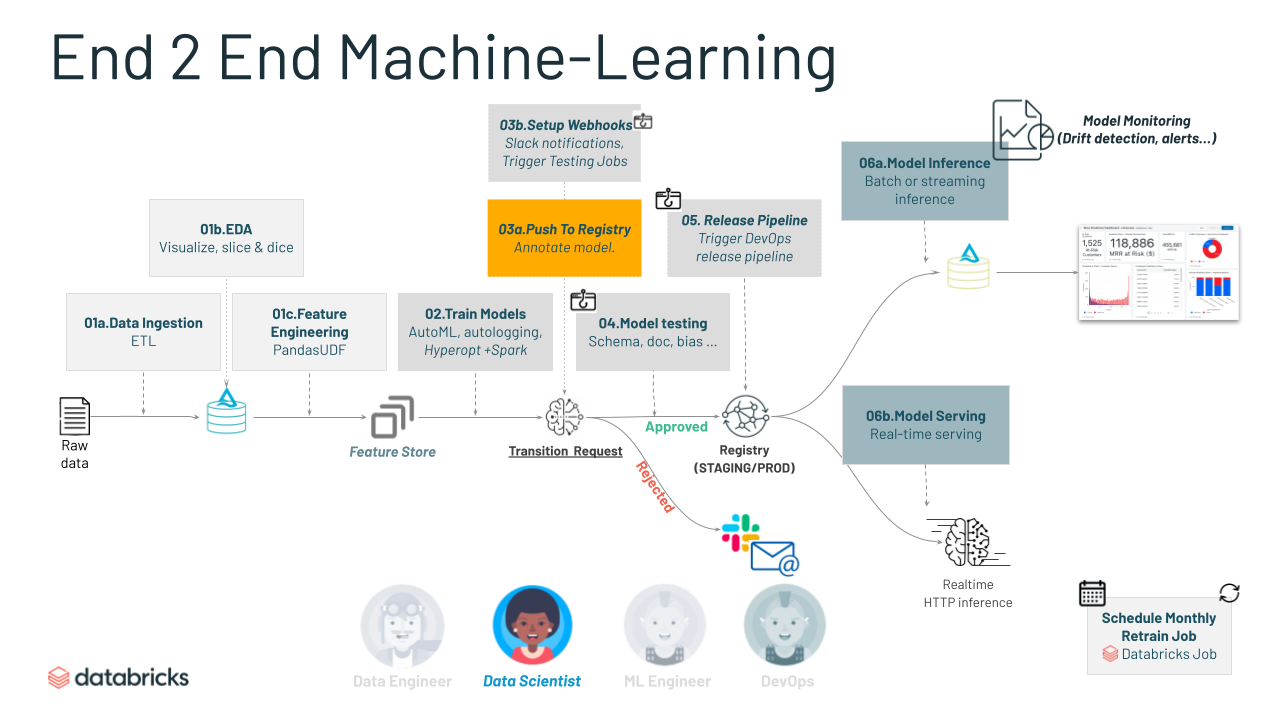 End 2 End Machine-Learning
03b.Setup Webhooks
Slack notifications,
Trigger Testing Jobs
Model Monitoring
(Drift detection, alerts...)
06a.Model Inference
Batch or streaming
inference
01b.EDA
Visualize, slice & dice
03a.Push To Registry
Annotate model.
05. Release Pipeline
Trigger DevOps
release pipeline
1,525
At-Risk
Customers
118,886
MRR at Risk ($)
455,661
01a.Data Ingestion
ETL
01c.Feature
Engineering
PandasUDF
02.Train Models
AutoML, autologging,
Hyperopt +Spark
04.Model testing
Schema, doc, bias ...
06b.Model Serving
Real-time serving
Raw
data
Feature Store
Transition Request
Approved
Rejected
Registry
(STAGING/PROD)
@
Realtime
HTTP inference
Schedule Monthly
Retrain Job
Databricks Job
databricks
Data Engineer
Data Scientist
ML Engineer
DevOps